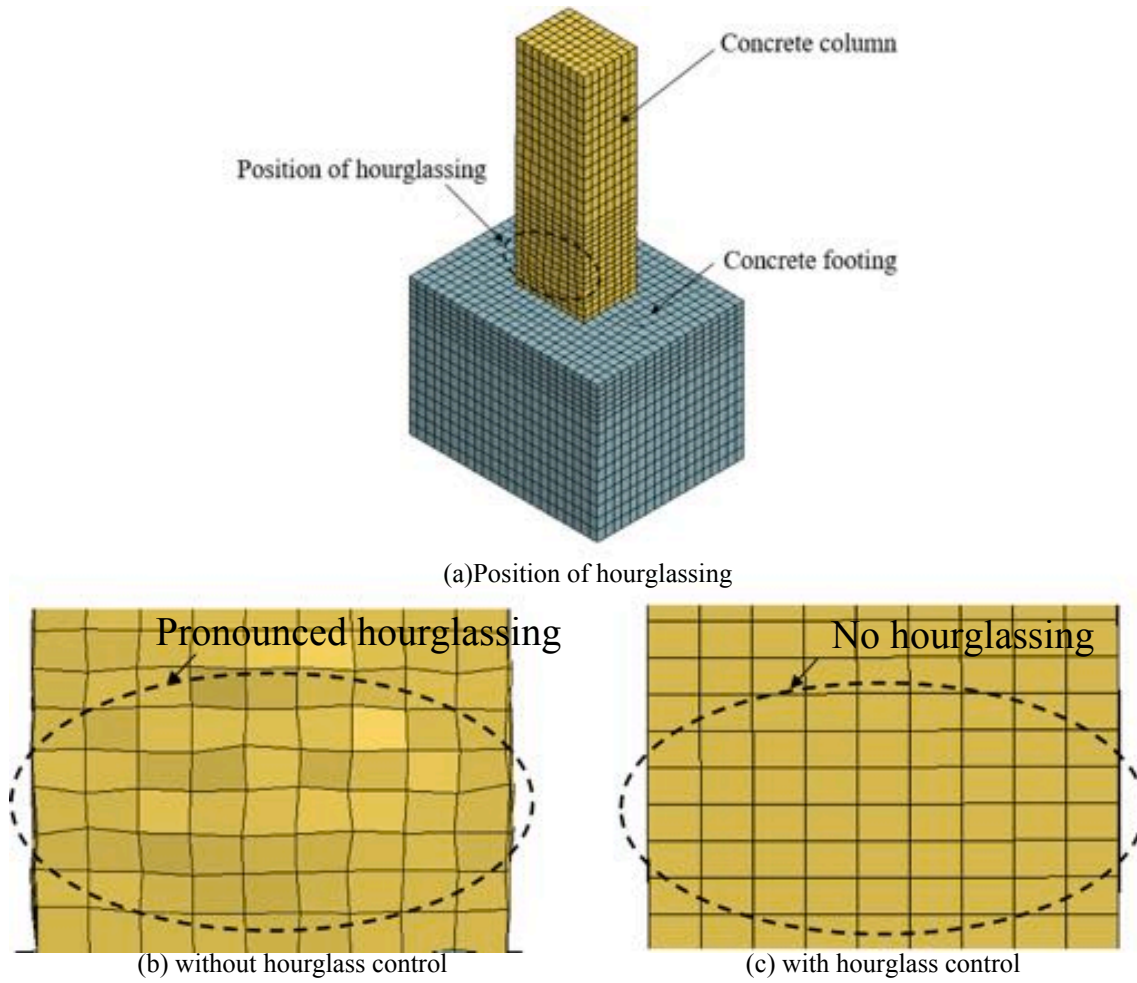 Concrete column
Position of hourglassing
Concrete footing
(a)Position of hourglassing
Pronounced hourglassing
No hourglassing
(b) without hourglass control
(c) with hourglass control